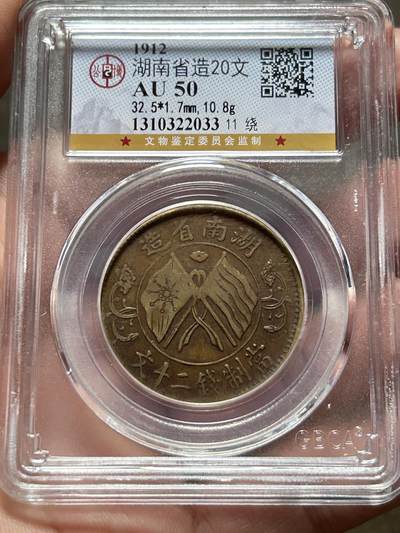 1912
湖南省造20文
AU 50
32.5*1.7mm,10.8g
1310322033 11 绕
★ 文物鉴定委员会监制 ★
湖南省造
當制錢二十文
GBCA